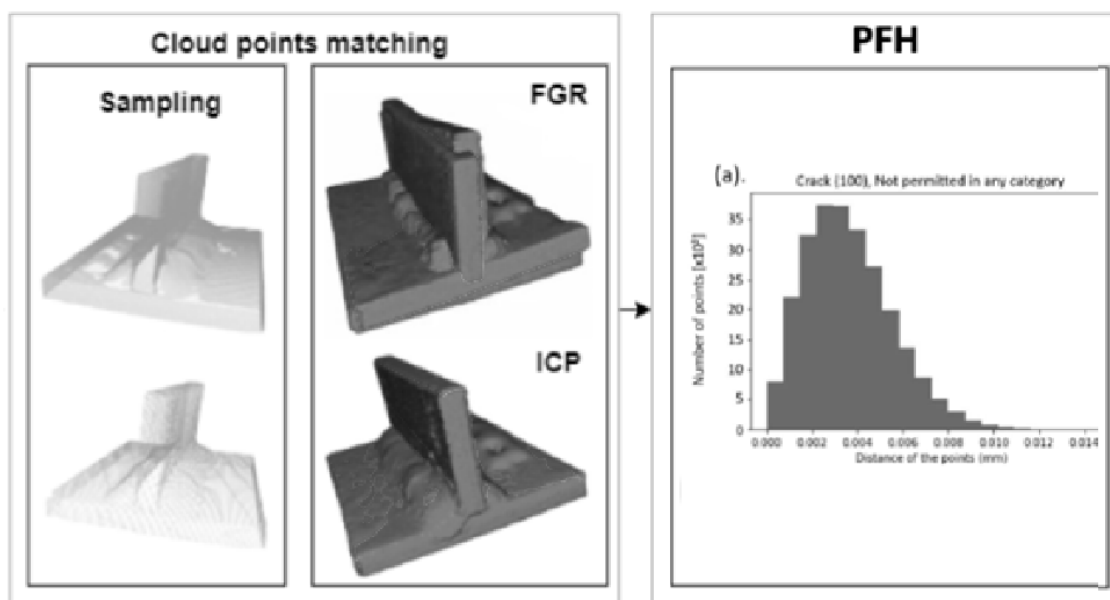 Cloud points matching
Sampling
FGR
ICP
PFH
(a).
Crack (100), Not permitted in any category
Number of points [x10²]
35
30
25
20
15
10
5
0
0.000 0.002 0.004 0.006 0.008 0.010 0.012 0.014
Distance of the points (mm)